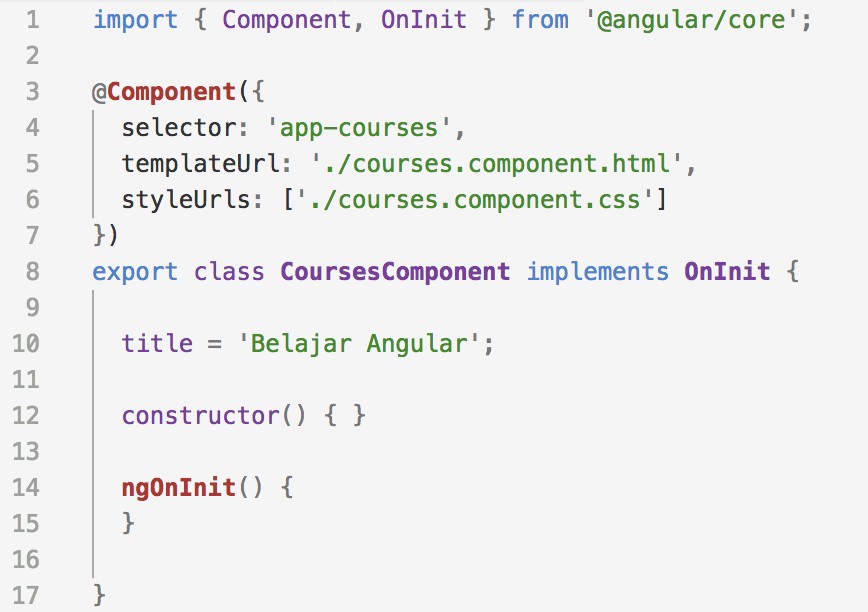 1 import { Component, OnInit } from '@angular/core';
2
3 @Component({
4 selector: 'app-courses',
5 templateUrl: './courses.component.html',
6 styleUrls: ['./courses.component.css']
7 })
8 export class CoursesComponent implements OnInit {
9
10 title = 'Belajar Angular';
11
12 constructor() { }
13
14 ngOnInit() {
15 }
16
17 }